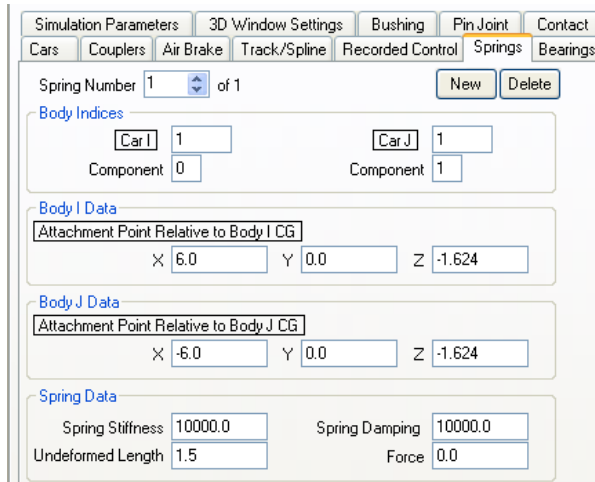 Simulation Parameters 3D Window Settings Bushing Pin Joint Contact
Cars Couplers Air Brake Track/Spline Recorded Control Springs Bearings
Spring Number 1 of 1 New Delete
Body Indices
Car I 1 Car J 1
Component 0 Component 1
Body I Data
Attachment Point Relative to Body I CG
X 6.0 Y 0.0 Z -1.624
Body J Data
Attachment Point Relative to Body J CG
X -6.0 Y 0.0 Z -1.624
Spring Data
Spring Stiffness 10000.0 Spring Damping 10000.0
Undeformed Length 1.5 Force 0.0